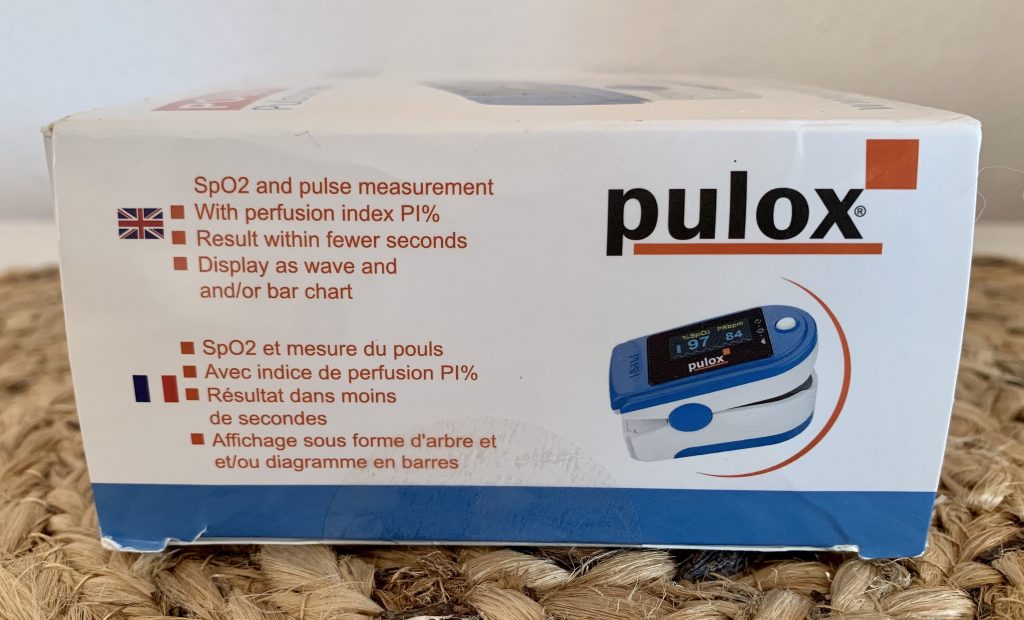 SpO2 and pulse measurement
■ With perfusion index PI%
■ Result within fewer seconds
■ Display as wave and
and/or bar chart
■ SpO2 et mesure du pouls
■ Avec indice de perfusion PI%
■ Résultat dans moins
de secondes
■ Affichage sous forme d'arbre et
et/ou diagramme en barres
pulox®
%SpO2 PRbpm
97 84
pulox